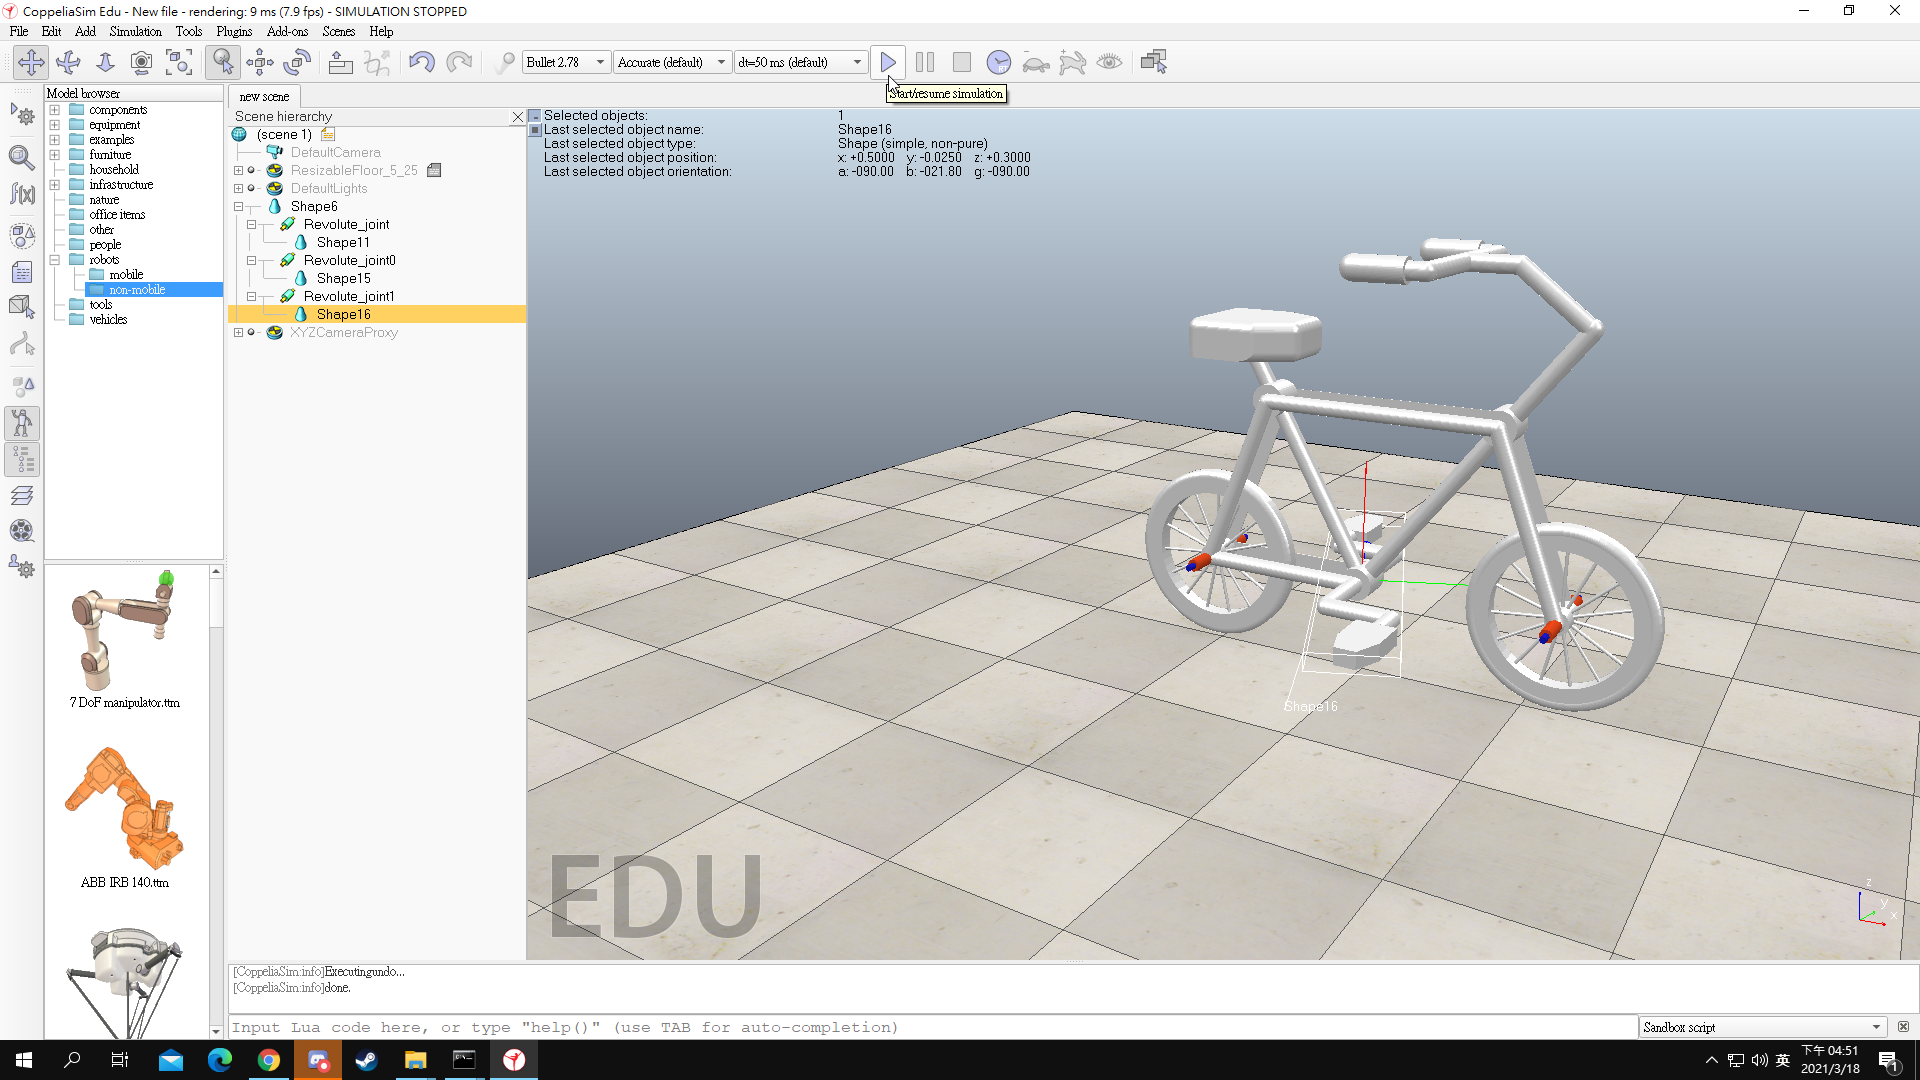 CoppeliaSim Edu - New file - rendering: 9 ms (7.9 fps) - SIMULATION STOPPED
File Edit Add Simulation Tools Plugins Add-ons Scenes Help
Bullet 2.78 Accurate (default) dt=50 ms (default)
Start/resume simulation
Model browser
components
equipment
examples
furniture
household
infrastructure
nature
office items
other
people
robots
mobile
non-mobile
tools
vehicles
7 DoF manipulator.ttm
ABB IRB 140.ttm
new scene
Scene hierarchy
(scene 1)
DefaultCamera
ResizableFloor_5_25
DefaultLights
Shape6
Revolute_joint
Shape11
Revolute_joint0
Shape15
Revolute_joint1
Shape16
XYZCameraProxy
Selected objects: 1
Last selected object name: Shape16
Last selected object type: Shape (simple, non-pure)
Last selected object position: x: +0.5000 y: -0.0250 z: +0.3000
Last selected object orientation: a: -090.00 b: -021.80 g: -090.00
Shape16
EDU
z
y
x
[CoppeliaSim:info]Executingundo...
[CoppeliaSim:info]done.
Input Lua code here, or type "help()" (use TAB for auto-completion)
Sandbox script
英
下午 04:51
2021/3/18
1